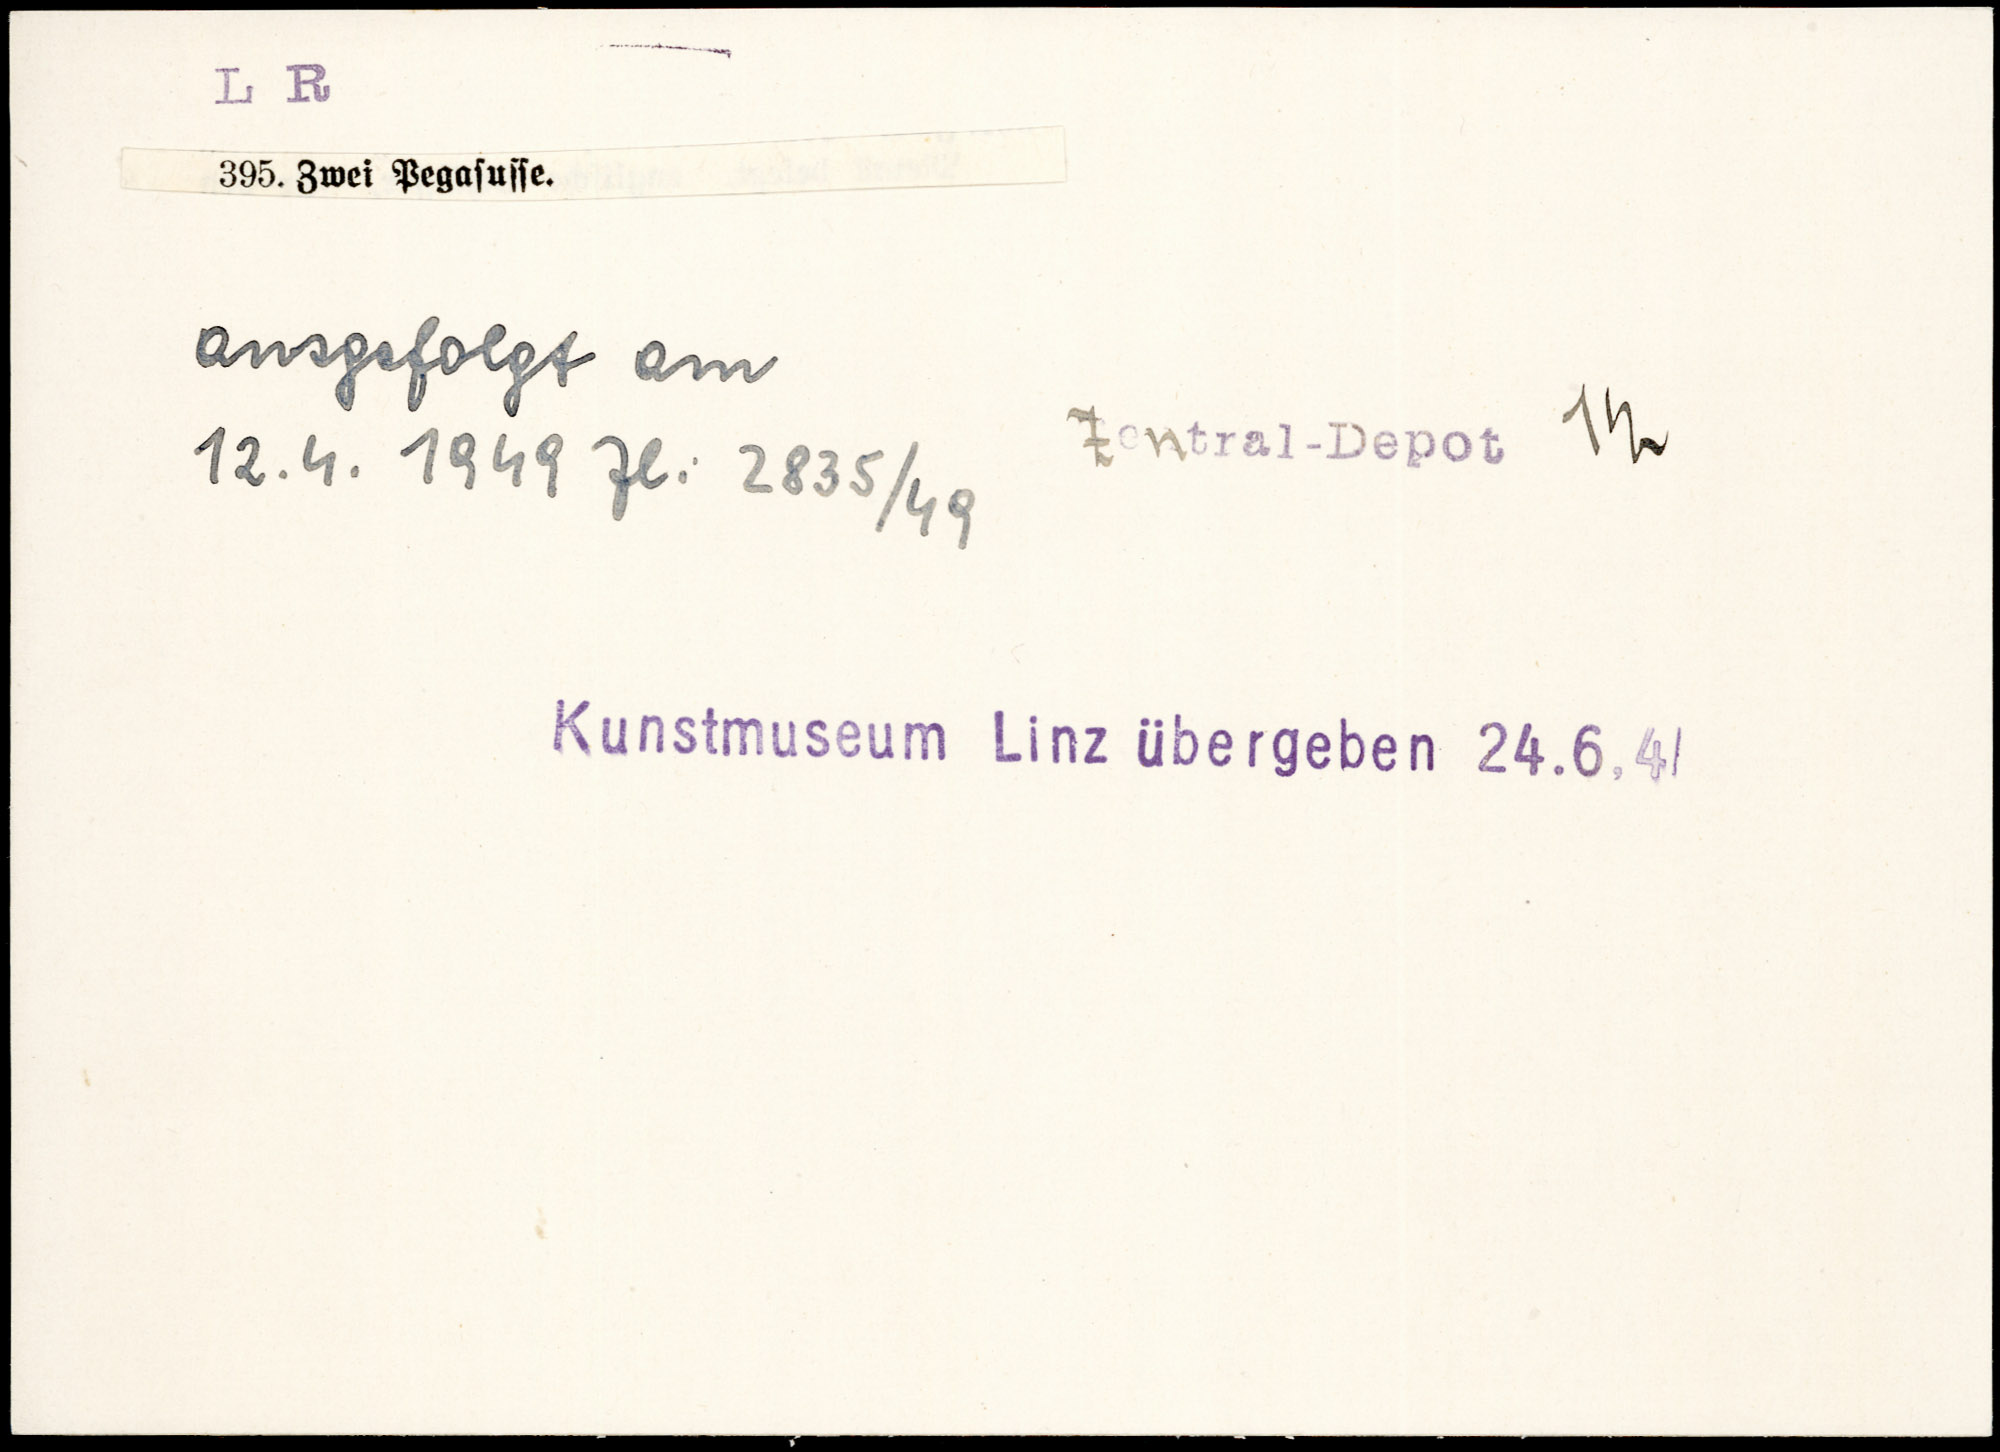 L R
395. Zwei Pegaſuſſe.
ausgefolgt am
12.4. 1949 Zl.: 2835/49
Zentral-Depot
Kunstmuseum Linz übergeben 24.6.41